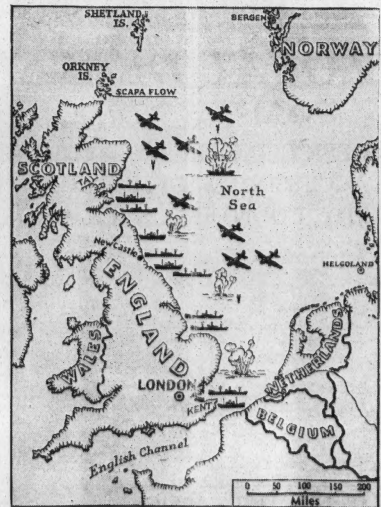 SHETLAND
IS.
BERGEN
NORWAY
ORKNEY
IS.
SCAPA FLOW
SCOTLAND
TAY
North
Sea
Newcastle
HELGOLAND
ENGLAND
WALES
NETHERLANDS
LONDON
KENT
BELGIUM
English Channel
0 50 100 150 200
Miles